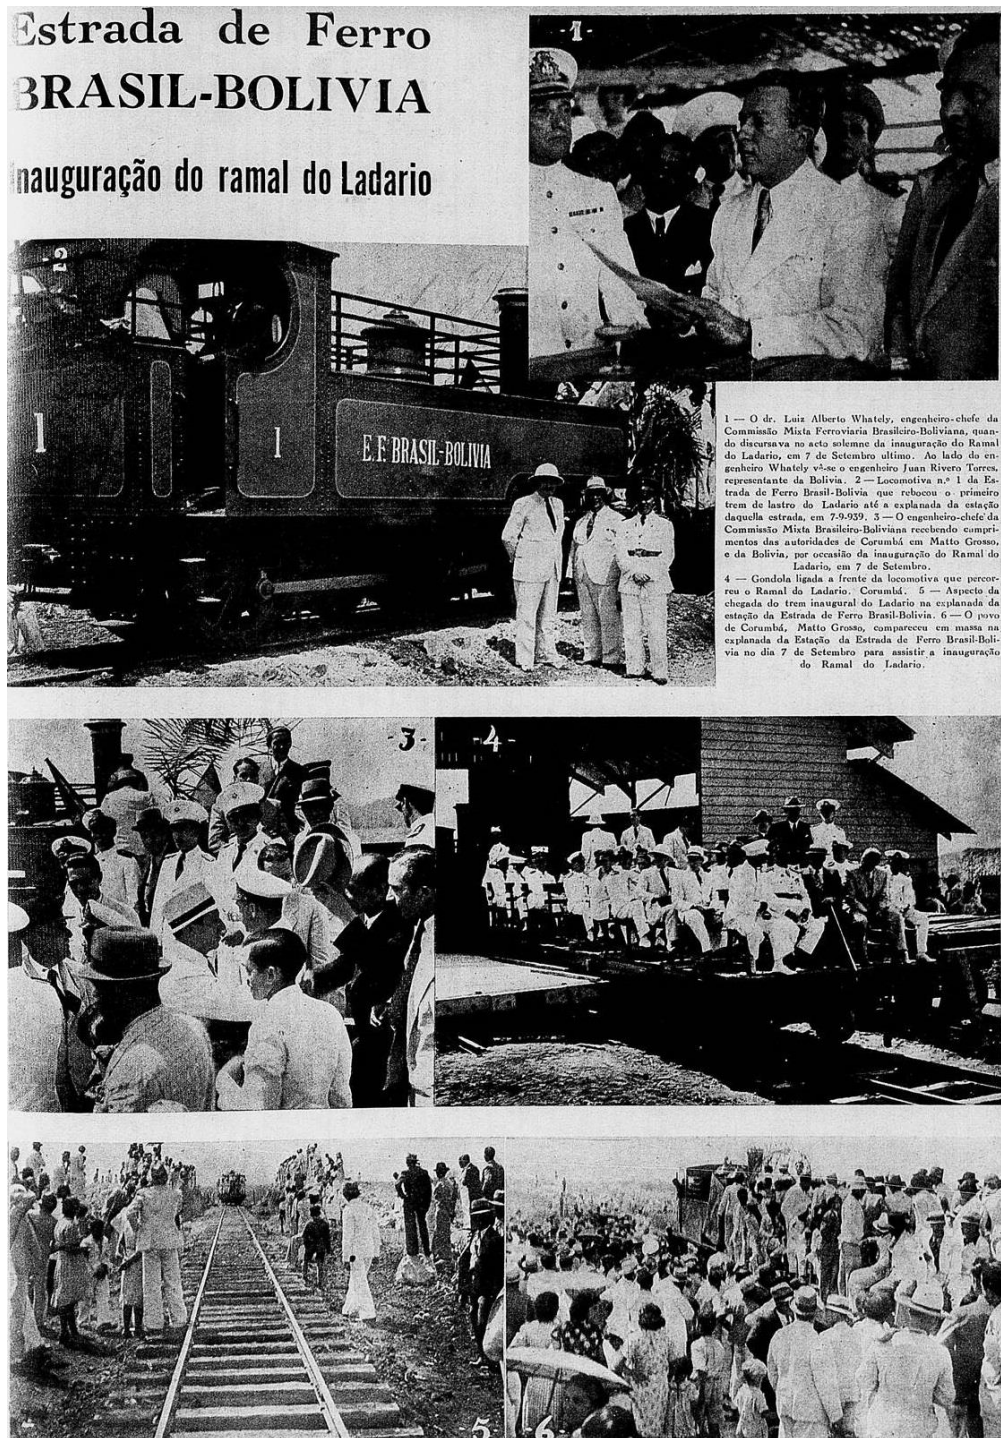 Estrada de Ferro
BRASIL-BOLIVIA
Inauguração do ramal do Ladario
-1-
2
1
1
E.F. BRASIL-BOLIVIA
1 — O dr. Luiz Alberto Whately, engenheiro-chefe da
Commissão Mixta Ferroviaria Brasileiro-Boliviana, quan-
do discursava no acto solemne da inauguração do Ramal
do Ladario, em 7 de Setembro ultimo. Ao lado do en-
genheiro Whately vê-se o engenheiro Juan Rivero Torres,
representante da Bolivia. 2 — Locomotiva n.º 1 da Es-
trada de Ferro Brasil-Bolivia que rebocou o primeiro
trem de lastro do Ladario até a explanada da estação
daquella estrada, em 7-9-939. 3 — O engenheiro-chefe da
Commissão Mixta Brasileiro-Boliviana recebendo compri-
mentos das autoridades de Corumbá em Matto Grosso,
e da Bolivia, por occasião da inauguração do Ramal do
Ladario, em 7 de Setembro.
4 — Gondola ligada a frente da locomotiva que percor-
reu o Ramal do Ladario. Corumbá. 5 — Aspecto da
chegada do trem inaugural do Ladario na explanada da
estação da Estrada de Ferro Brasil-Bolivia. 6 — O povo
de Corumbá, Matto Grosso, compareceu em massa na
explanada da Estação da Estrada de Ferro Brasil-Boli-
via no dia 7 de Setembro para assistir a inauguração
do Ramal do Ladario.
-3-
-4-
5-
-6-